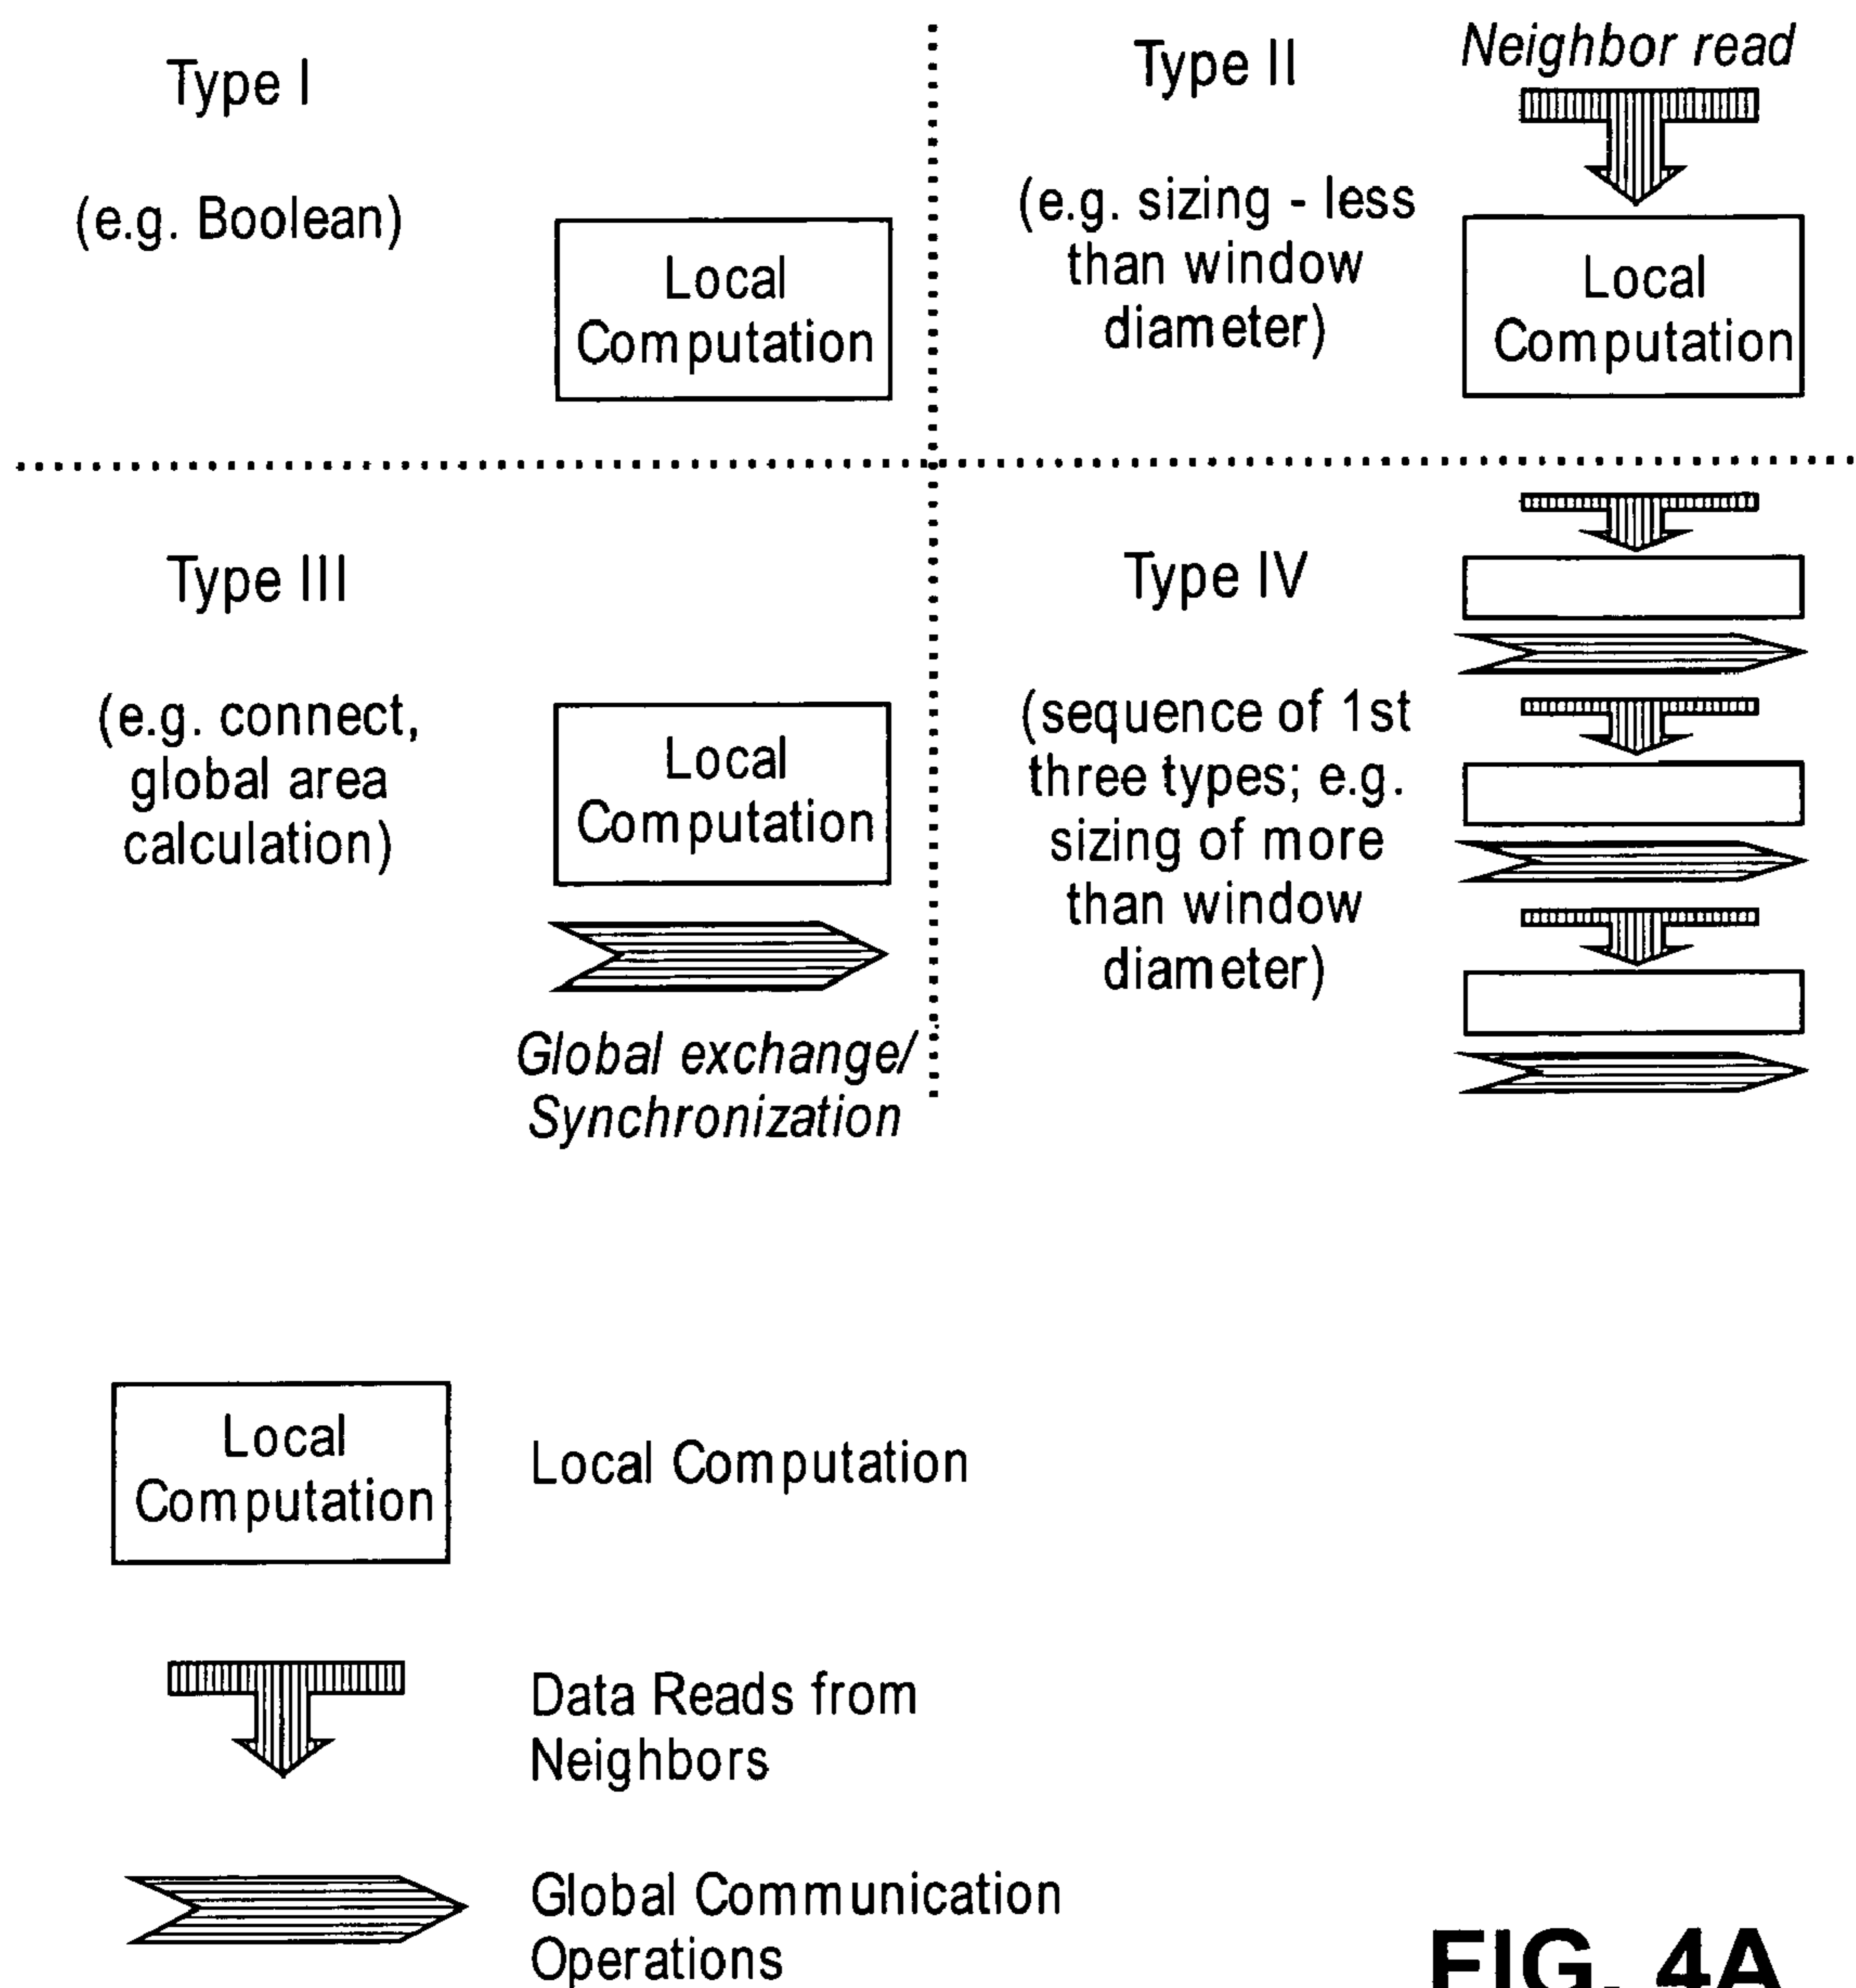 Type I
(e.g. Boolean)
Local
Computation
Type II
(e.g. sizing - less
than window
diameter)
Neighbor read
Local
Computation
Type III
(e.g. connect,
global area
calculation)
Local
Computation
Global exchange/
Synchronization
Type IV
(sequence of 1st
three types; e.g.
sizing of more
than window
diameter)
Local
Computation
Local Computation
Data Reads from
Neighbors
Global Communication
Operations
FIG. 4A